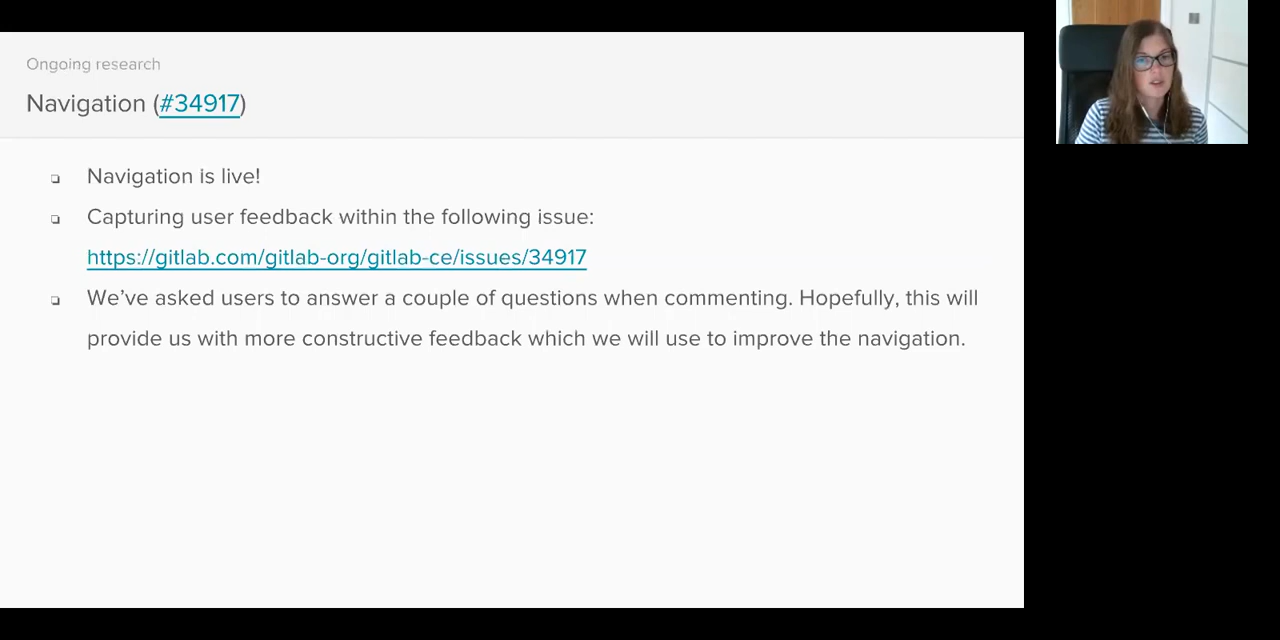 Ongoing research
Navigation (#34917)
❏ Navigation is live!
❏ Capturing user feedback within the following issue:
https://gitlab.com/gitlab-org/gitlab-ce/issues/34917
❏ We’ve asked users to answer a couple of questions when commenting. Hopefully, this will
provide us with more constructive feedback which we will use to improve the navigation.